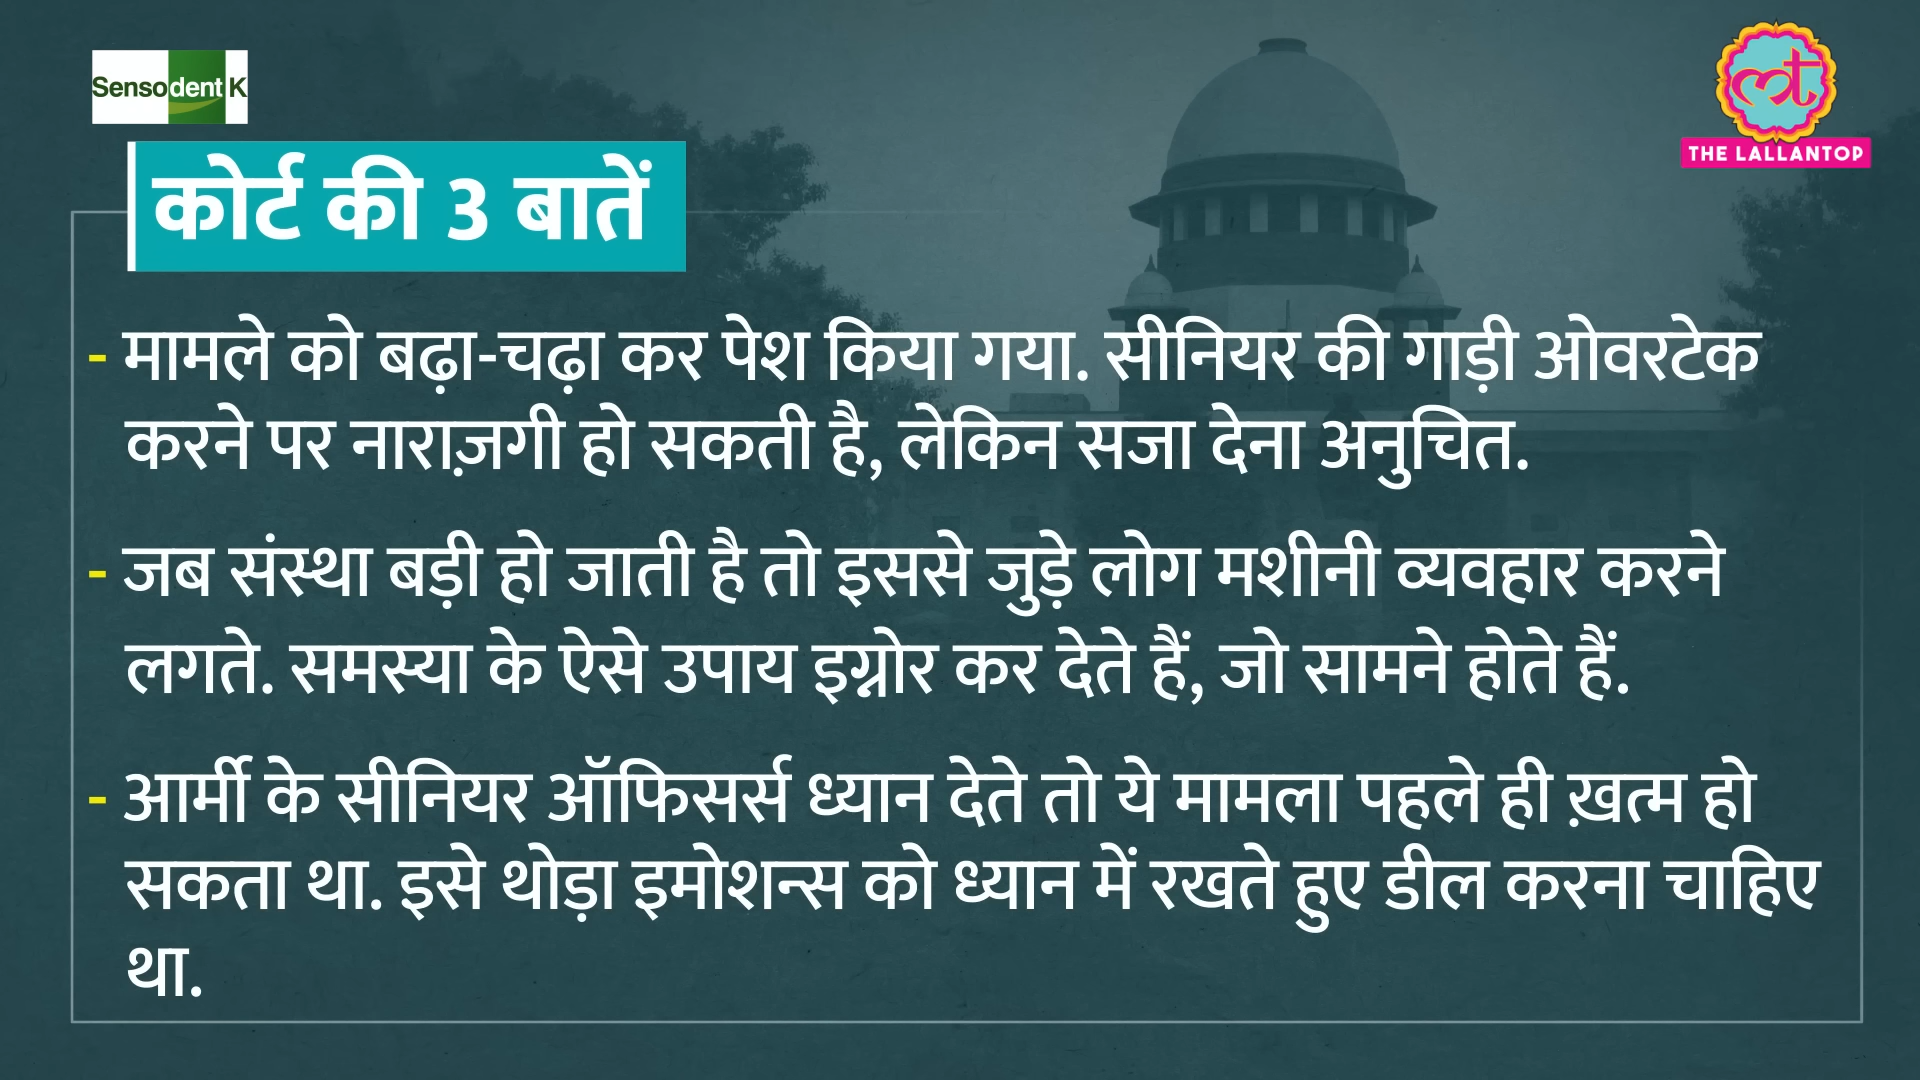 Sensodent K
THE LALLANTOP
कोर्ट की 3 बातें
- मामले को बढ़ा-चढ़ा कर पेश किया गया. सीनियर की गाड़ी ओवरटेक
करने पर नाराज़गी हो सकती है, लेकिन सजा देना अनुचित.
- जब संस्था बड़ी हो जाती है तो इससे जुड़े लोग मशीनी व्यवहार करने
लगते. समस्या के ऐसे उपाय इग्नोर कर देते हैं, जो सामने होते हैं.
- आर्मी के सीनियर ऑफिसर्स ध्यान देते तो ये मामला पहले ही ख़त्म हो
सकता था. इसे थोड़ा इमोशन्स को ध्यान में रखते हुए डील करना चाहिए
था.